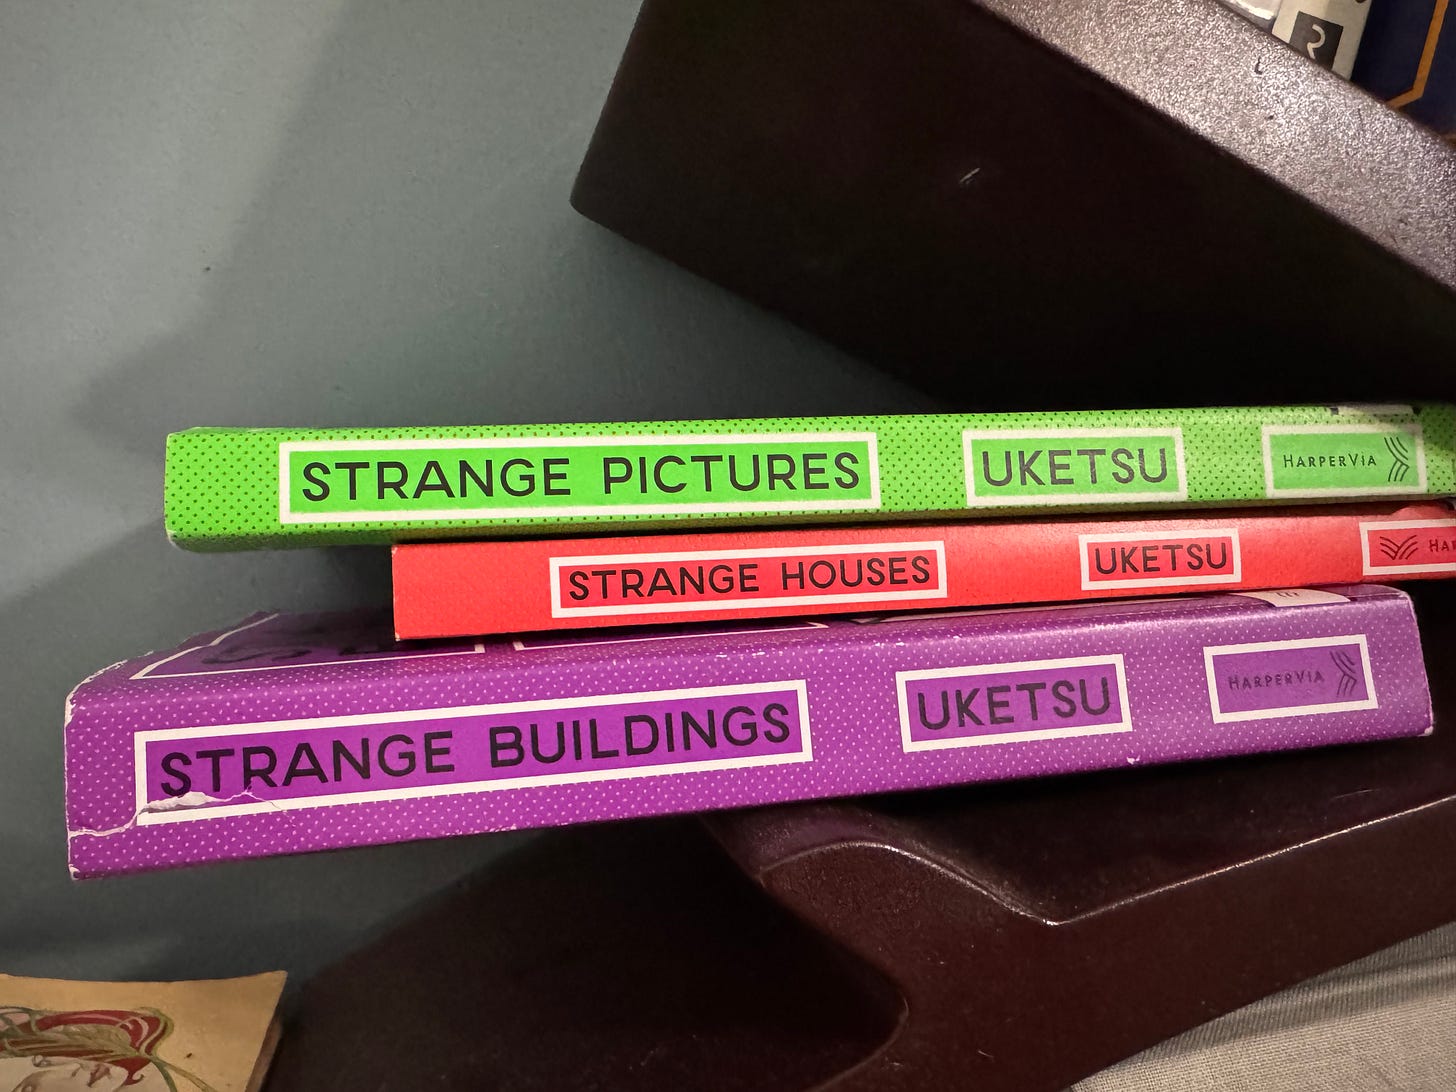 STRANGE PICTURES UKETSU HARPERVIA
STRANGE HOUSES UKETSU
STRANGE BUILDINGS UKETSU HARPERVIA